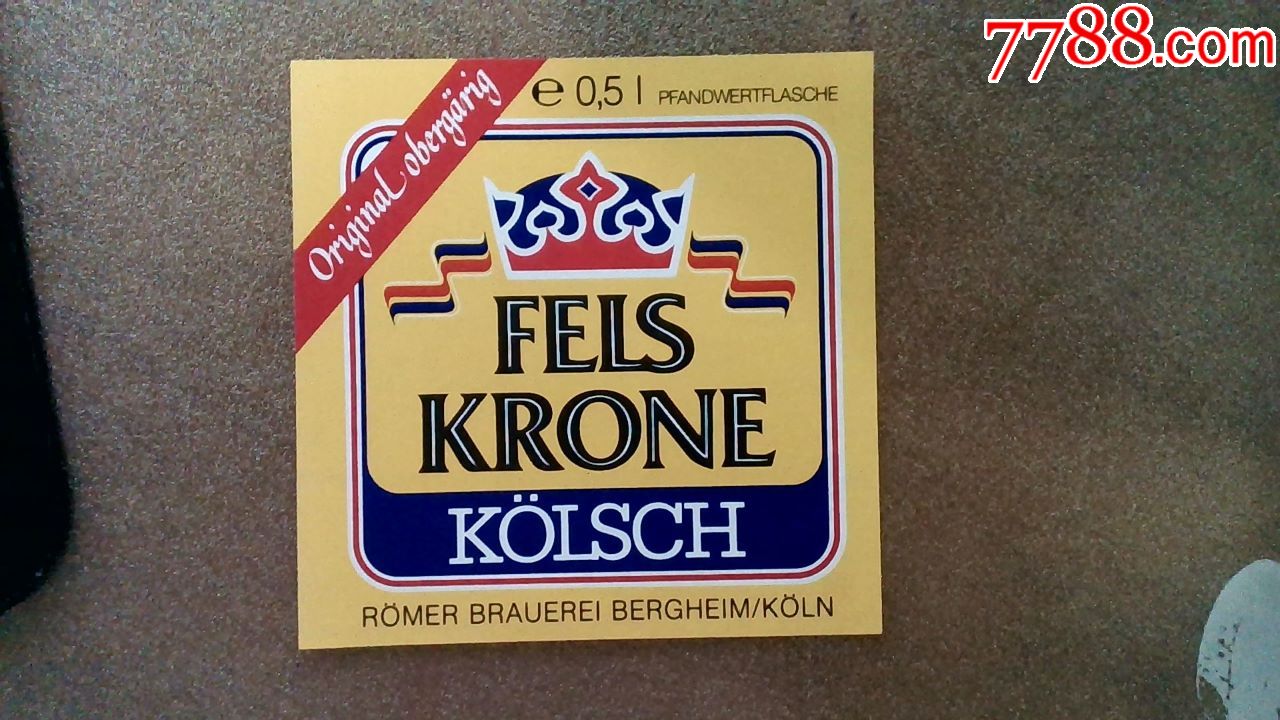 7788.com
℮ 0,5 l PFANDWERTFLASCHE
Original obergärig
FELS
KRONE
KÖLSCH
RÖMER BRAUEREI BERGHEIM/KÖLN